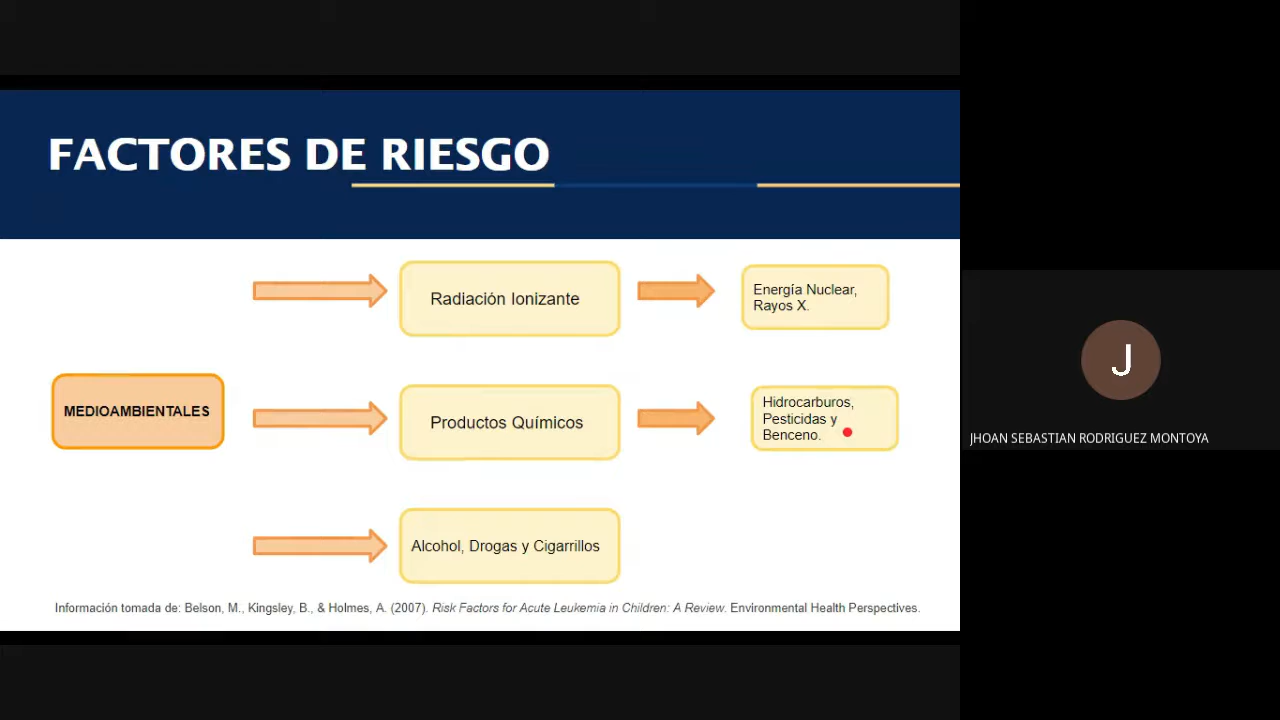 FACTORES DE RIESGO
Radiación Ionizante
Energía Nuclear,
Rayos X.
MEDIOAMBIENTALES
Productos Químicos
Hidrocarburos,
Pesticidas y
Benceno.
Alcohol, Drogas y Cigarrillos
Información tomada de: Belson, M., Kingsley, B., & Holmes, A. (2007). Risk Factors for Acute Leukemia in Children: A Review. Environmental Health Perspectives.
J
JHOAN SEBASTIAN RODRIGUEZ MONTOYA